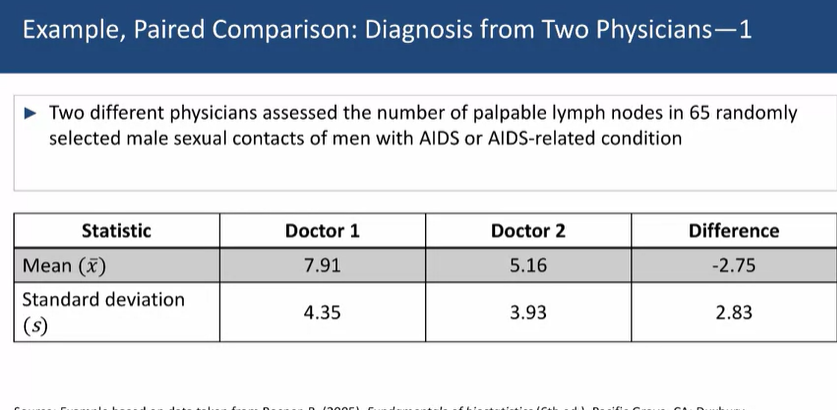 Example, Paired Comparison: Diagnosis from Two Physicians—1
► Two different physicians assessed the number of palpable lymph nodes in 65 randomly
selected male sexual contacts of men with AIDS or AIDS-related condition
Statistic Doctor 1 Doctor 2 Difference
Mean (x̄) 7.91 5.16 -2.75
Standard deviation
(s) 4.35 3.93 2.83